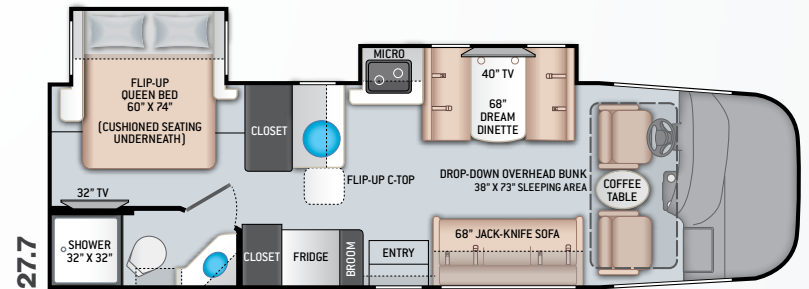 MICRO
FLIP-UP
QUEEN BED
60" X 74"
(CUSHIONED SEATING
UNDERNEATH)
CLOSET
40" TV
68"
DREAM
DINETTE
FLIP-UP C-TOP
DROP-DOWN OVERHEAD BUNK
38" X 73" SLEEPING AREA
COFFEE
TABLE
32" TV
SHOWER
32" X 32"
CLOSET
FRIDGE
BROOM
ENTRY
68" JACK-KNIFE SOFA
27.7